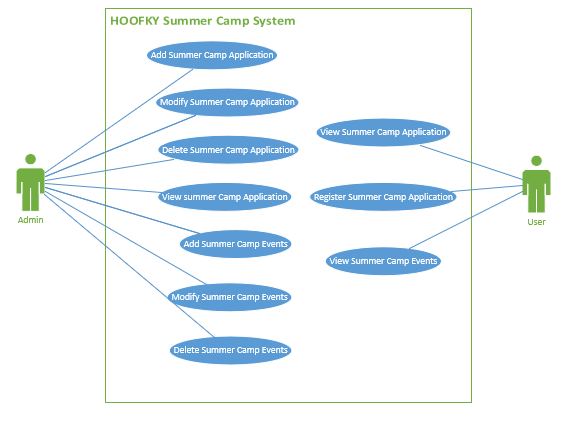 HOOFKY Summer Camp System
Add Summer Camp Application
Modify Summer Camp Application
Delete Summer Camp Application
View summer Camp Application
Add Summer Camp Events
Modify Summer Camp Events
Delete Summer Camp Events
View Summer Camp Application
Register Summer Camp Application
View Summer Camp Events
Admin
User